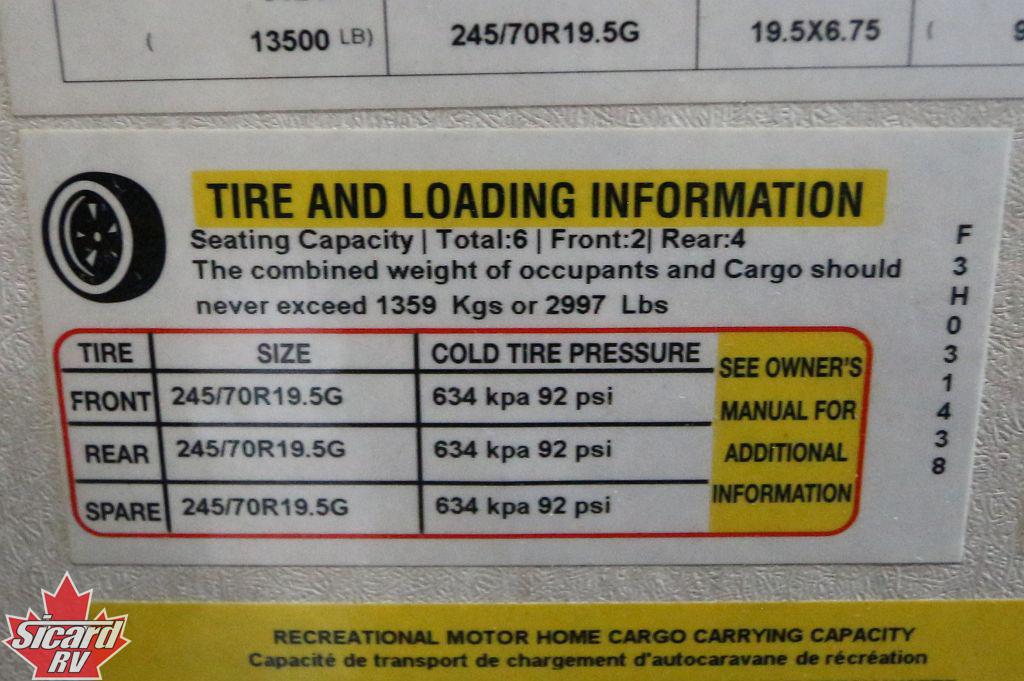 ( 13500 LB) 245/70R19.5G 19.5X6.75 (
TIRE AND LOADING INFORMATION
Seating Capacity | Total:6 | Front:2| Rear:4
The combined weight of occupants and Cargo should
never exceed 1359 Kgs or 2997 Lbs
TIRE SIZE COLD TIRE PRESSURE
FRONT 245/70R19.5G 634 kpa 92 psi
REAR 245/70R19.5G 634 kpa 92 psi
SPARE 245/70R19.5G 634 kpa 92 psi
SEE OWNER'S
MANUAL FOR
ADDITIONAL
INFORMATION
F3H031438
RECREATIONAL MOTOR HOME CARGO CARRYING CAPACITY
Capacité de transport de chargement d'autocaravane de récréation
Sicard
RV